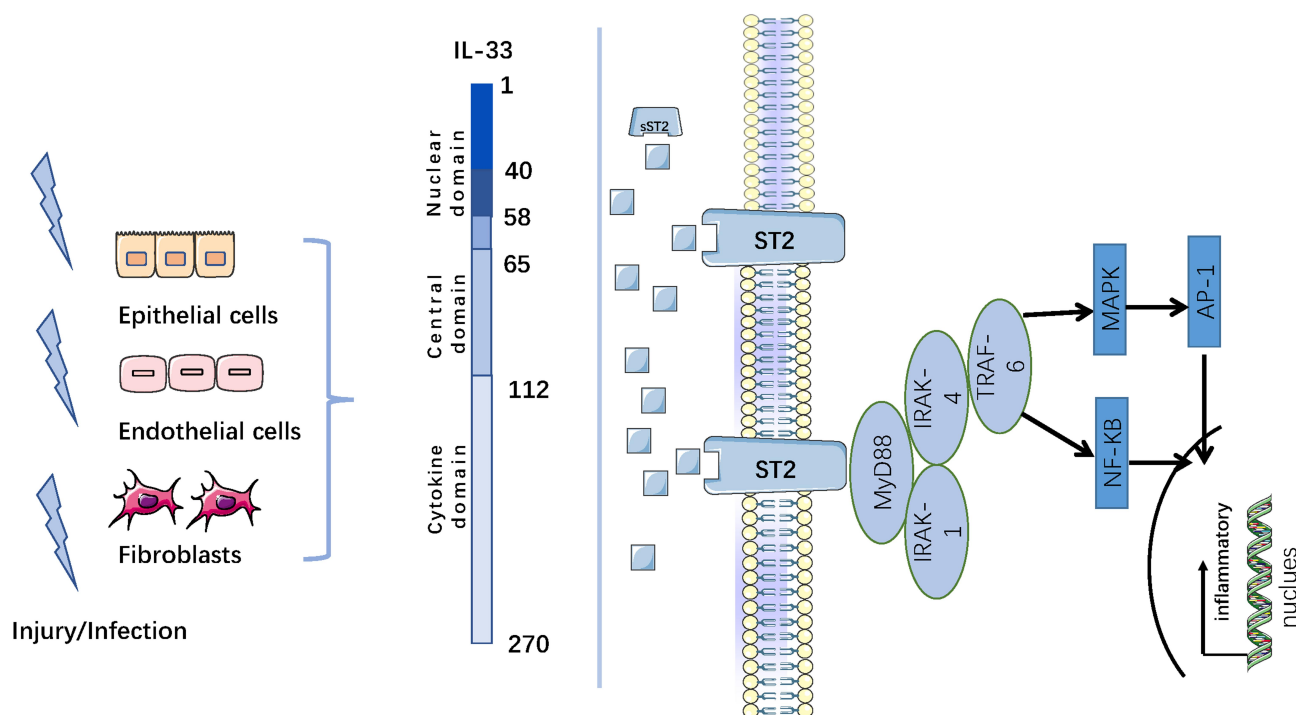 IL-33
1
40
58
65
112
270
Nuclear
domain
Central
domain
Cytokine
domain
Epithelial cells
Endothelial cells
Fibroblasts
Injury/Infection
sST2
ST2
ST2
MyD88
IRAK-
4
IRAK-
1
TRAF-
6
MAPK
AP-1
NF-KB
inflammatory
nuclues